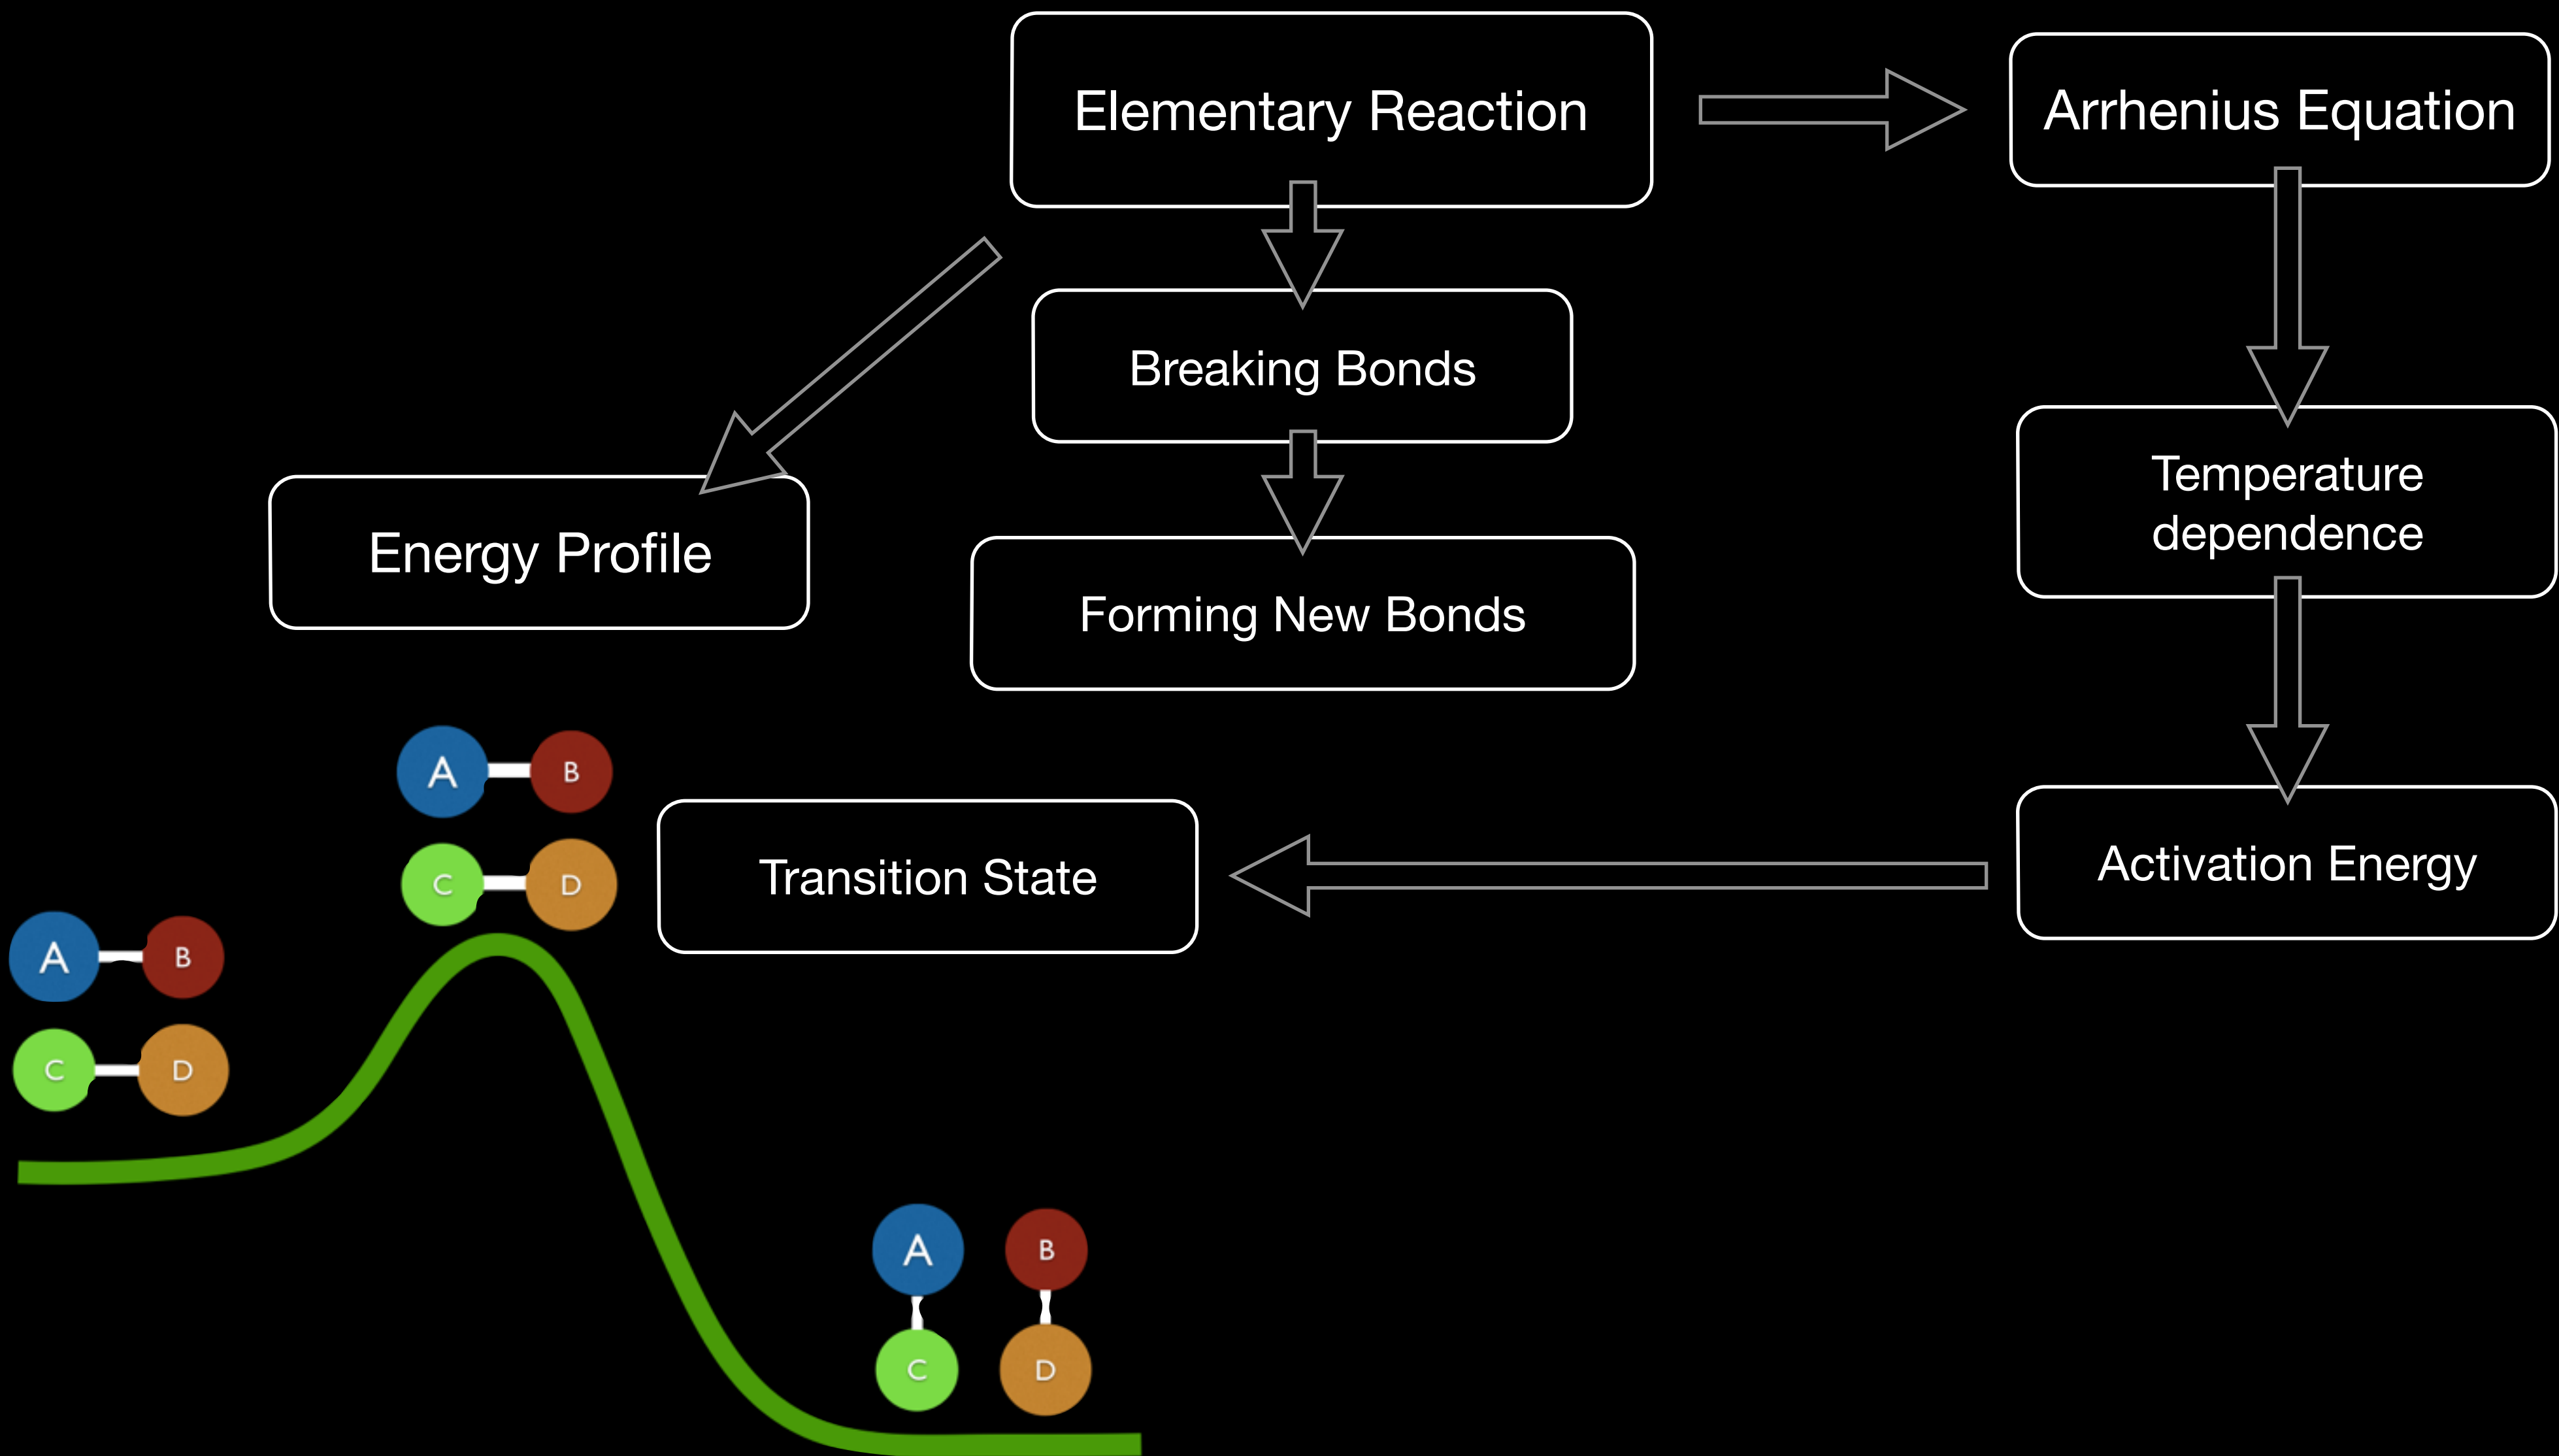 Elementary Reaction
Arrhenius Equation
Breaking Bonds
Temperature
dependence
Energy Profile
Forming New Bonds
A B
C D
Transition State
Activation Energy
A B
C D
A B
C D